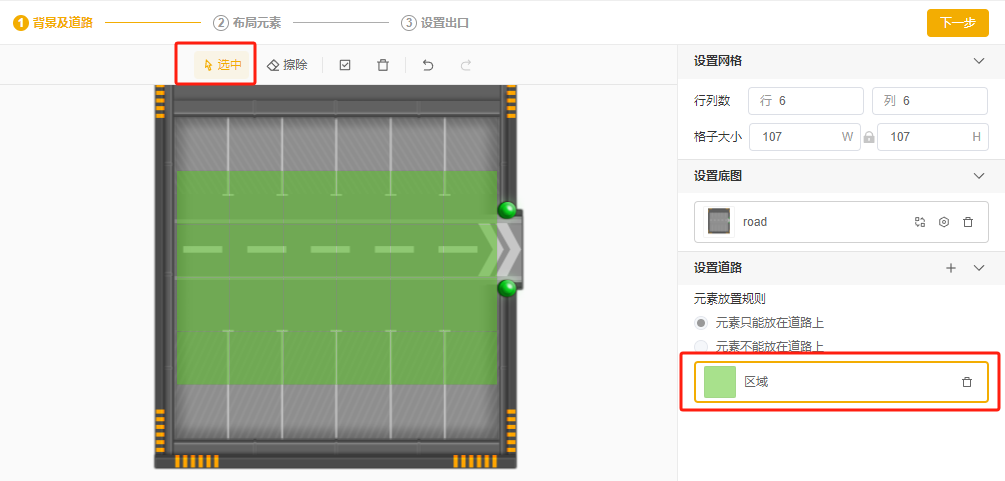 1 背景及道路
2 布局元素
3 设置出口
下一步
选中
擦除
设置网格
行列数
行 6
列 6
格子大小
107 W
107 H
设置底图
road
设置道路
元素放置规则
元素只能放在道路上
元素不能放在道路上
区域